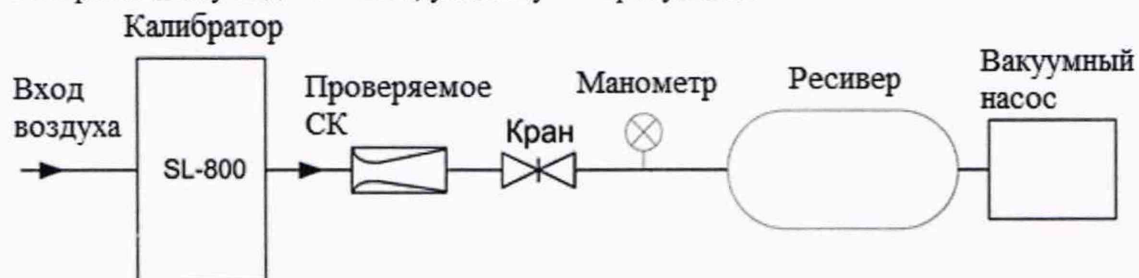 Калибратор
Вход
воздуха
SL-800
Проверяемое
СК
Кран
Манометр
Ресивер
Вакуумный
насос